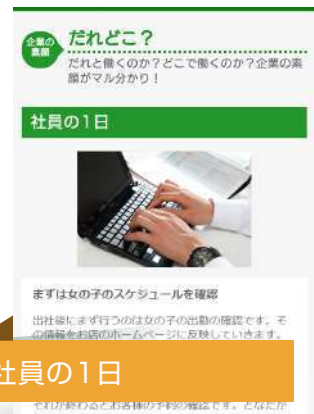 企業の
素顔
だれどこ？
だれと働くのか？どこで働くのか？企業の素
顔がマル分かり！
社員の1日
まずは女の子のスケジュールを確認
出社後にまず行うのは女の子の出勤の確認です。そ
の情報をお店のホームページに反映していきます。
社員の1日
それが終わるとお客様の予約の確認です。どなたが